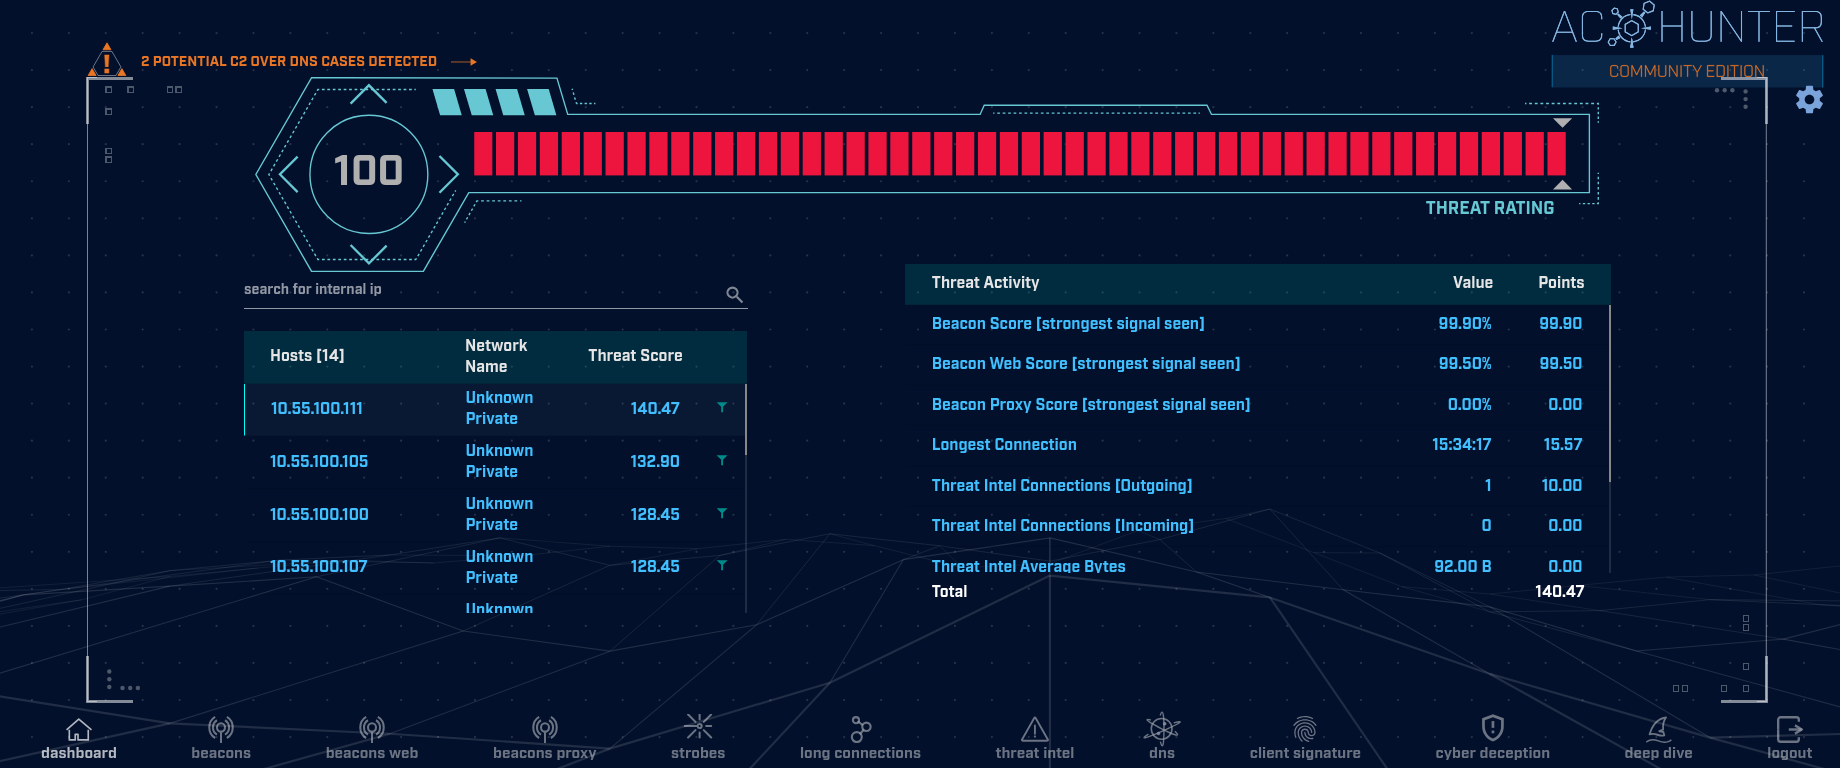 AC HUNTER
COMMUNITY EDITION
2 POTENTIAL C2 OVER DNS CASES DETECTED
100
THREAT RATING
search for internal ip
Hosts [14] Network Name Threat Score
10.55.100.111 Unknown Private 140.47
10.55.100.105 Unknown Private 132.90
10.55.100.100 Unknown Private 128.45
10.55.100.107 Unknown Private 128.45
Unknown
Threat Activity Value Points
Beacon Score [strongest signal seen] 99.90% 99.90
Beacon Web Score [strongest signal seen] 99.50% 99.50
Beacon Proxy Score [strongest signal seen] 0.00% 0.00
Longest Connection 15:34:17 15.57
Threat Intel Connections [Outgoing] 1 10.00
Threat Intel Connections [Incoming] 0 0.00
Threat Intel Average Bytes 92.00 B 0.00
Total 140.47
dashboard beacons beacons web beacons proxy strobes long connections threat intel dns client signature cyber deception deep dive logout